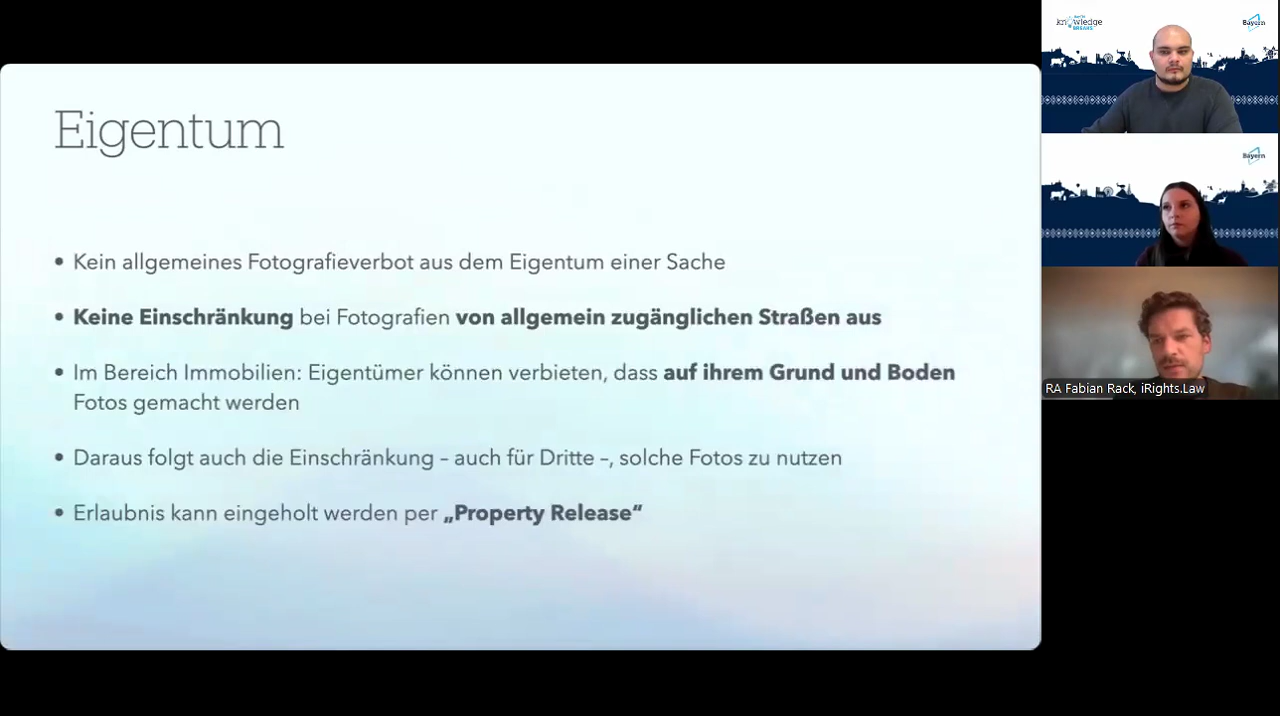 Eigentum
• Kein allgemeines Fotografieverbot aus dem Eigentum einer Sache
• Keine Einschränkung bei Fotografien von allgemein zugänglichen Straßen aus
• Im Bereich Immobilien: Eigentümer können verbieten, dass auf ihrem Grund und Boden
Fotos gemacht werden
• Daraus folgt auch die Einschränkung – auch für Dritte –, solche Fotos zu nutzen
• Erlaubnis kann eingeholt werden per „Property Release“
knowledge
BREAKS
Bayern
Bayern
RA Fabian Rack, iRights.Law